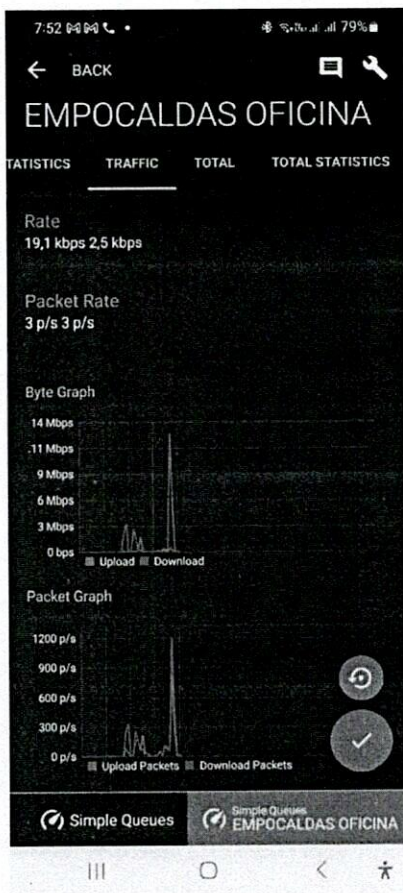 7:52
79%
BACK
EMPOCALDAS OFICINA
TATISTICS TRAFFIC TOTAL TOTAL STATISTICS
Rate
19,1 kbps 2,5 kbps
Packet Rate
3 p/s 3 p/s
Byte Graph
14 Mbps
11 Mbps
9 Mbps
6 Mbps
3 Mbps
0 bps
Upload Download
Packet Graph
1200 p/s
900 p/s
600 p/s
300 p/s
0 p/s
Upload Packets Download Packets
Simple Queues
Simple Queues
EMPOCALDAS OFICINA